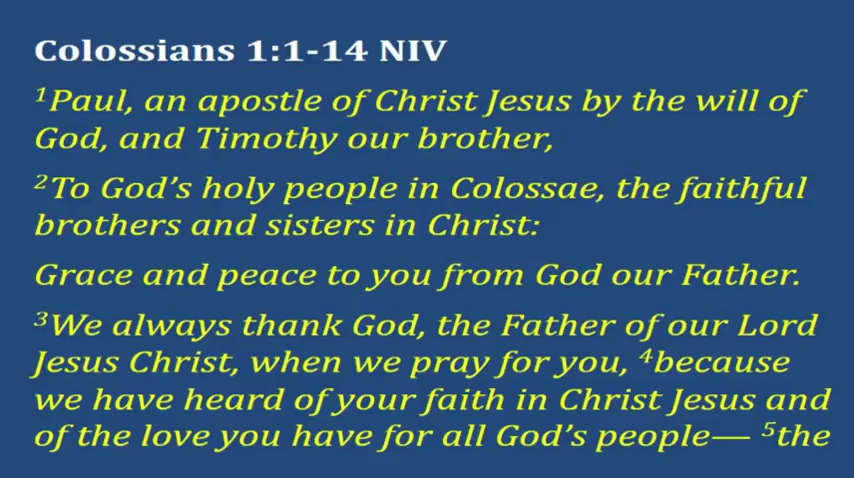 Colossians 1:1-14 NIV
¹Paul, an apostle of Christ Jesus by the will of
God, and Timothy our brother,
²To God’s holy people in Colossae, the faithful
brothers and sisters in Christ:
Grace and peace to you from God our Father.
³We always thank God, the Father of our Lord
Jesus Christ, when we pray for you, ⁴because
we have heard of your faith in Christ Jesus and
of the love you have for all God’s people— ⁵the